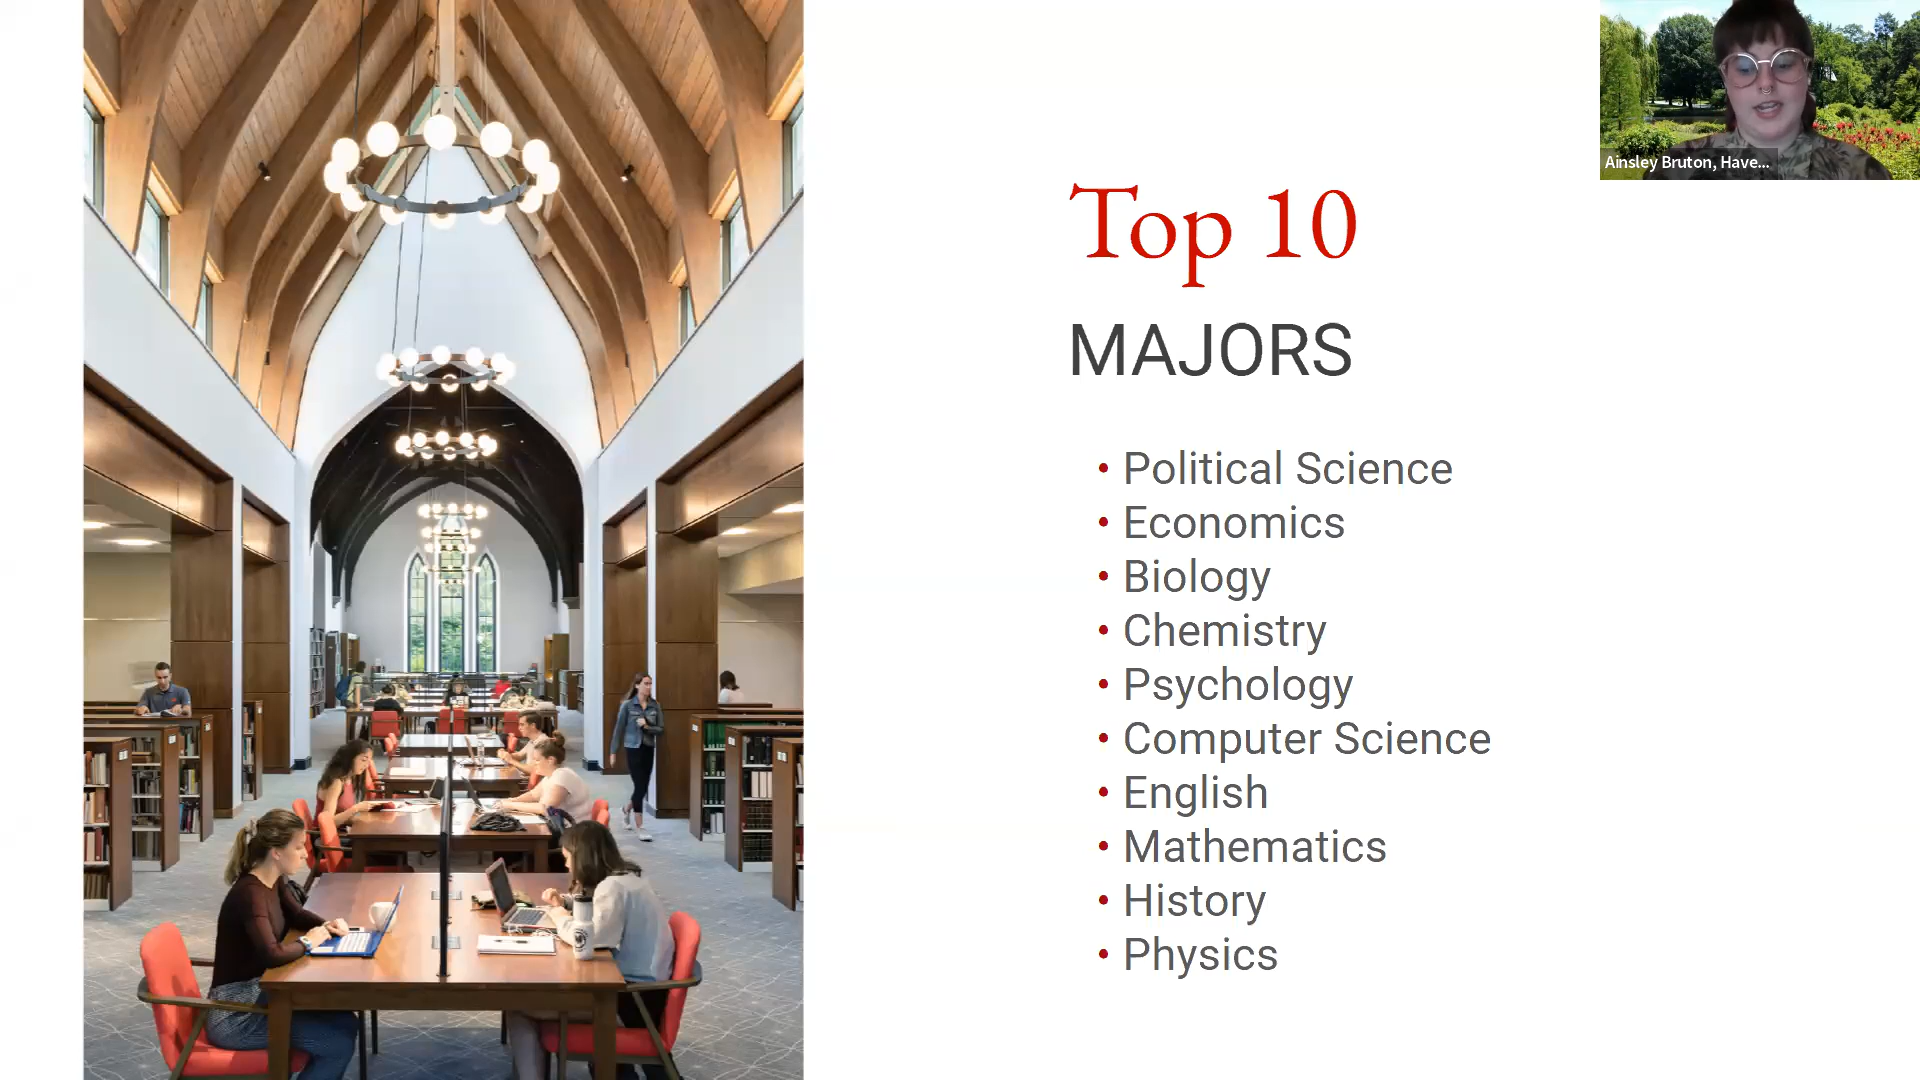 Top 10
MAJORS
• Political Science
• Economics
• Biology
• Chemistry
• Psychology
• Computer Science
• English
• Mathematics
• History
• Physics
Ainsley Bruton, Have...